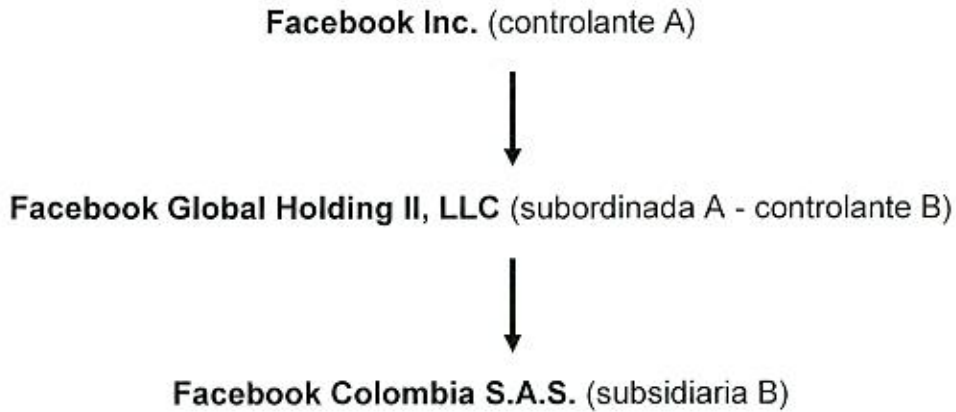 Facebook Inc. (controlante A)
Facebook Global Holding II, LLC (subordinada A - controlante B)
Facebook Colombia S.A.S. (subsidiaria B)